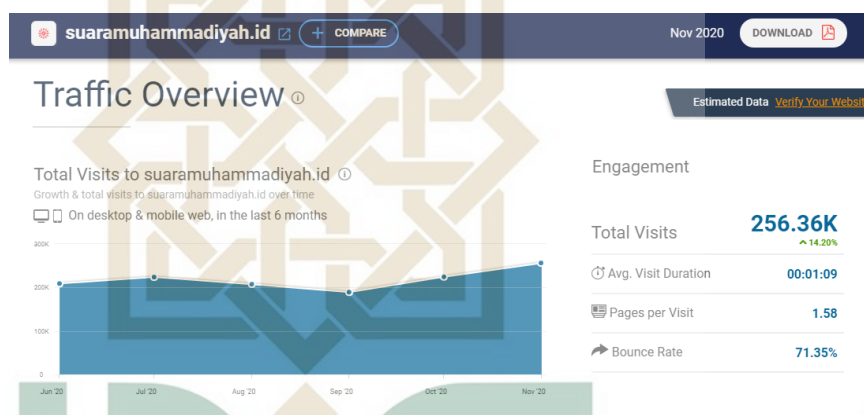 suaramuhammadiyah.id + COMPARE Nov 2020 DOWNLOAD
Traffic Overview
Estimated Data Verify Your Websit
Total Visits to suaramuhammadiyah.id
Growth & total visits to suaramuhammadiyah.id over time
On desktop & mobile web, in the last 6 months
300K
200K
100K
0
Jun '20 Jul '20 Aug '20 Sep '20 Oct '20 Nov '20
Engagement
Total Visits 256.36K
14.20%
Avg. Visit Duration 00:01:09
Pages per Visit 1.58
Bounce Rate 71.35%